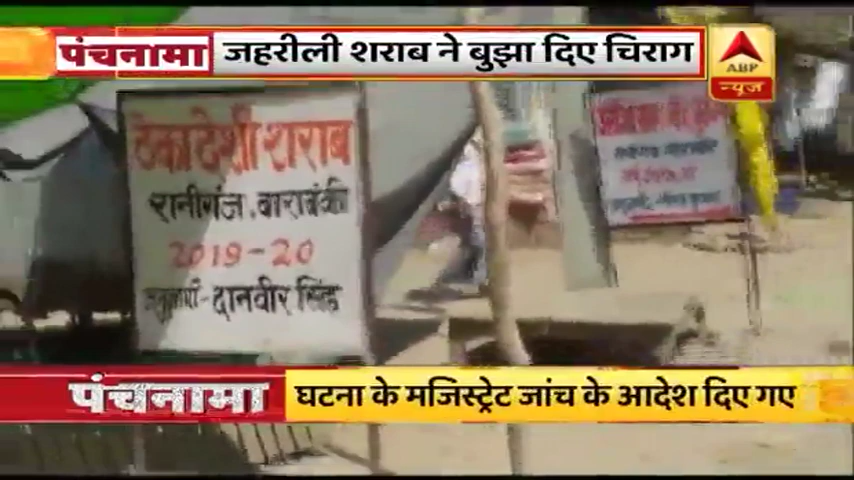 पंचनामा
जहरीली शराब ने बुझा दिए चिराग
ABP
न्यूज़
ठेका देशी शराब
रानीगंज. बाराबंकी
2019-20
अनुज्ञापी-दानवीर सिंह
पंचनामा
घटना के मजिस्ट्रेट जांच के आदेश दिए गए